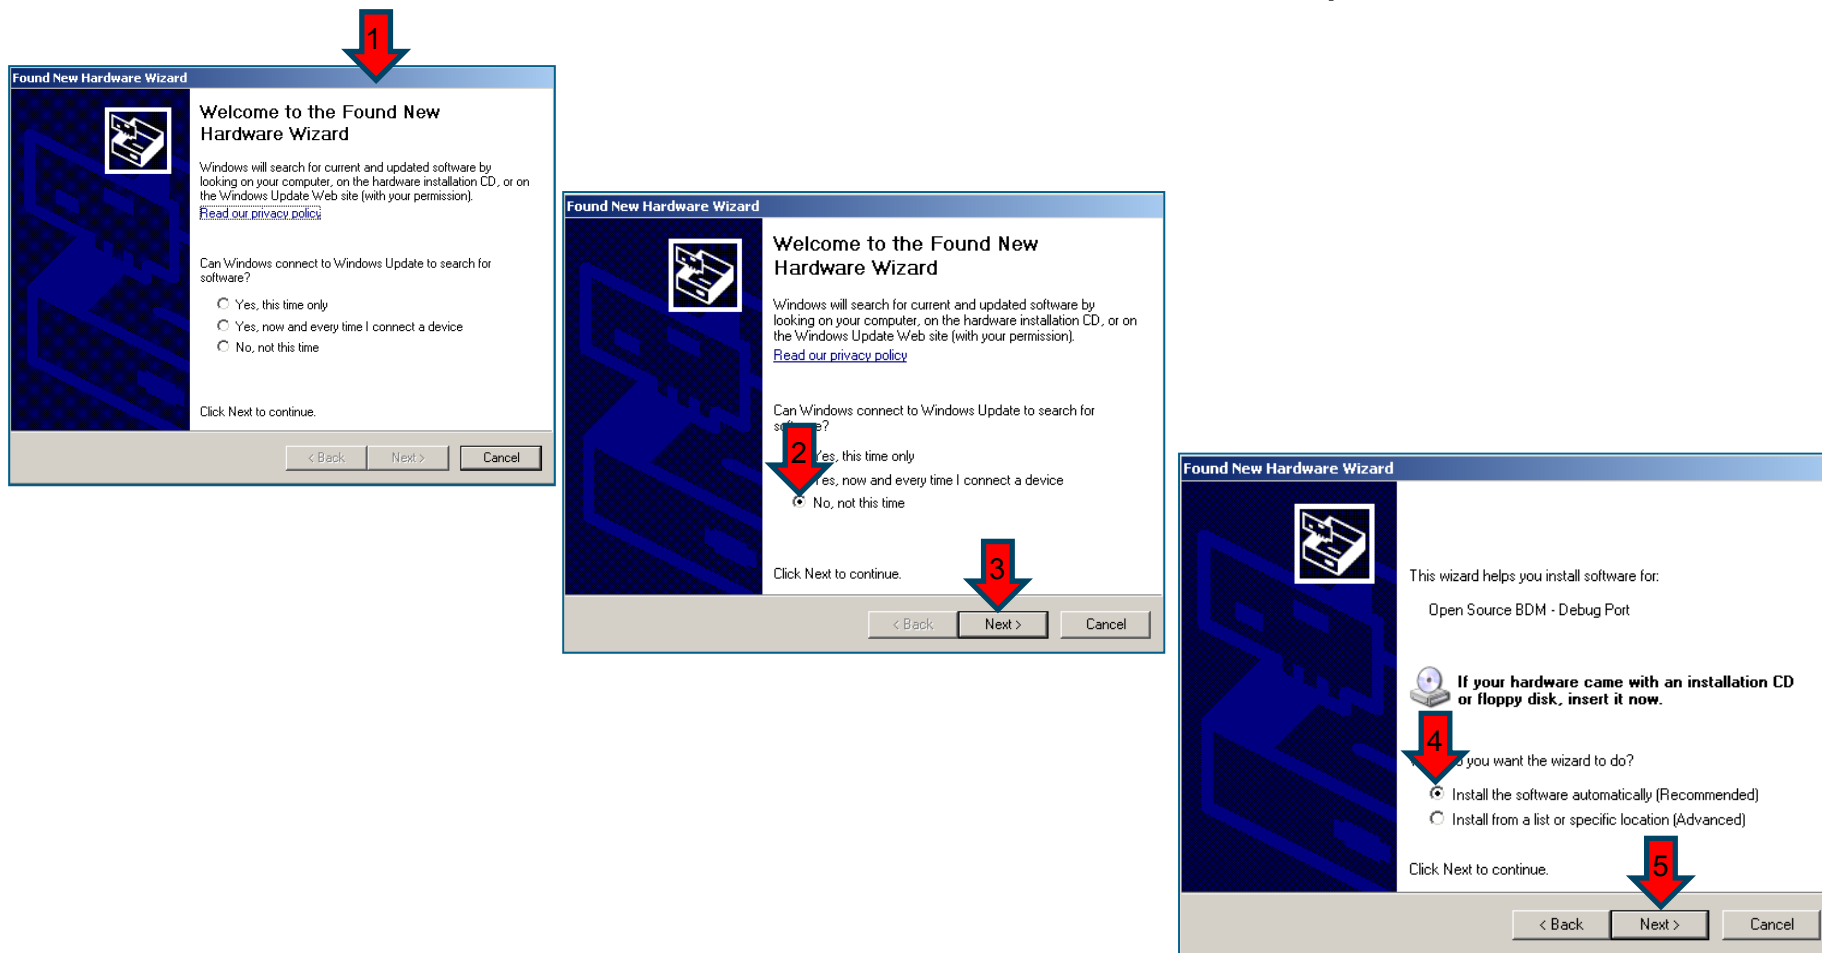 1
Found New Hardware Wizard
Welcome to the Found New
Hardware Wizard
Windows will search for current and updated software by
looking on your computer, on the hardware installation CD, or on
the Windows Update Web site (with your permission).
Read our privacy policy
Can Windows connect to Windows Update to search for
software?
Yes, this time only
Yes, now and every time I connect a device
No, not this time
Click Next to continue.
< Back Next > Cancel
Found New Hardware Wizard
Welcome to the Found New
Hardware Wizard
Windows will search for current and updated software by
looking on your computer, on the hardware installation CD, or on
the Windows Update Web site (with your permission).
Read our privacy policy
Can Windows connect to Windows Update to search for
2
Yes, this time only
Yes, now and every time I connect a device
No, not this time
3
Click Next to continue.
< Back Next > Cancel
Found New Hardware Wizard
This wizard helps you install software for:
Open Source BDM - Debug Port
If your hardware came with an installation CD
or floppy disk, insert it now.
4
you want the wizard to do?
Install the software automatically (Recommended)
Install from a list or specific location (Advanced)
5
Click Next to continue.
< Back Next > Cancel